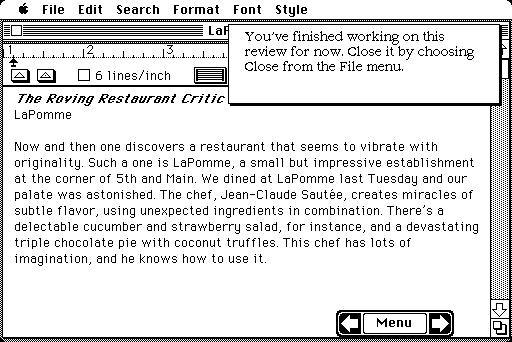 File Edit Search Format Font Style
LaP
You've finished working on this
review for now. Close it by choosing
Close from the File menu.
1 2 3
6 lines/inch
The Roving Restaurant Critic
LaPomme
Now and then one discovers a restaurant that seems to vibrate with
originality. Such a one is LaPomme, a small but impressive establishment
at the corner of 5th and Main. We dined at LaPomme last Tuesday and our
palate was astonished. The chef, Jean-Claude Sautée, creates miracles of
subtle flavor, using unexpected ingredients in combination. There's a
delectable cucumber and strawberry salad, for instance, and a devastating
triple chocolate pie with coconut truffles. This chef has lots of
imagination, and he knows how to use it.
Menu